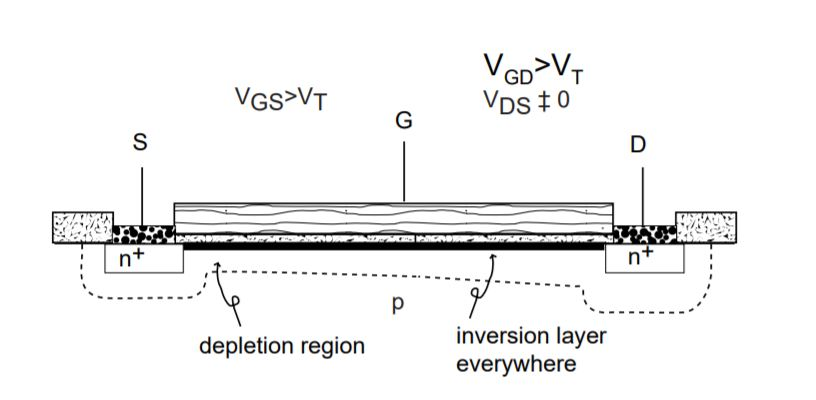 VGD>VT
VGS>VT
VDS ‡ 0
G
S
D
n+
n+
p
depletion region
inversion layer
everywhere